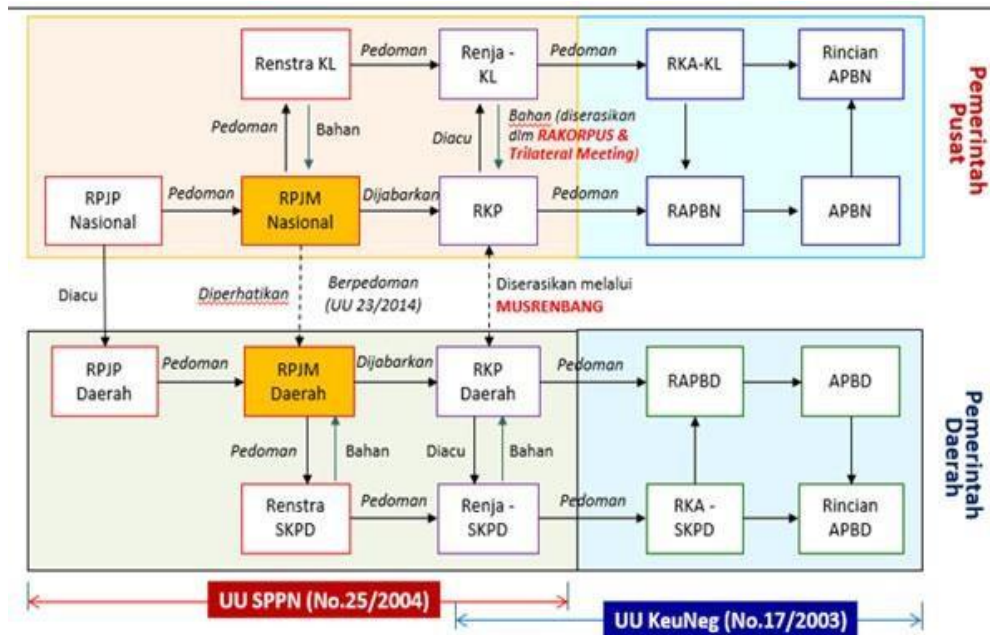 Pedoman
Pedoman
Pedoman
Renstra KL
Renja -
KL
RKA-KL
Rincian
APBN
Pedoman
Bahan
Diacu
Bahan (diserasikan
dlm RAKORPUS &
Trilateral Meeting)
RPJP
Nasional
Pedoman
RPJM
Nasional
Dijabarkan
RKP
Pedoman
RAPBN
APBN
Pemerintah
Pusat
Diacu
Diperhatikan
Berpedoman
(UU 23/2014)
Diserasikan melalui
MUSRENBANG
RPJP
Daerah
Pedoman
RPJM
Daerah
Dijabarkan
RKP
Daerah
Pedoman
RAPBD
APBD
Pedoman
Bahan
Diacu
Bahan
Renstra
SKPD
Pedoman
Renja -
SKPD
Pedoman
RKA -
SKPD
Rincian
APBD
Pemerintah
Daerah
UU SPPN (No.25/2004)
UU KeuNeg (No.17/2003)